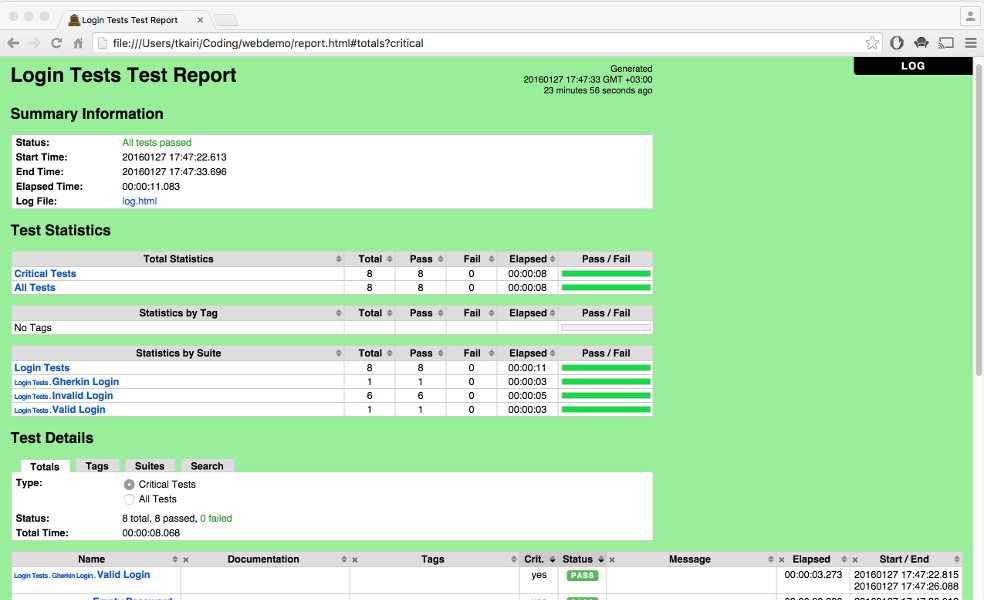 Login Tests Test Report
file:///Users/tkairi/Coding/webdemo/report.html#totals?critical
LOG
Login Tests Test Report
Generated
20160127 17:47:33 GMT +03:00
23 minutes 56 seconds ago
Summary Information
Status: All tests passed
Start Time: 20160127 17:47:22.613
End Time: 20160127 17:47:33.696
Elapsed Time: 00:00:11.083
Log File: log.html
Test Statistics
Total Statistics Total Pass Fail Elapsed Pass / Fail
Critical Tests 8 8 0 00:00:08
All Tests 8 8 0 00:00:08
Statistics by Tag Total Pass Fail Elapsed Pass / Fail
No Tags
Statistics by Suite Total Pass Fail Elapsed Pass / Fail
Login Tests 8 8 0 00:00:11
Login Tests . Gherkin Login 1 1 0 00:00:03
Login Tests . Invalid Login 6 6 0 00:00:05
Login Tests . Valid Login 1 1 0 00:00:03
Test Details
Totals Tags Suites Search
Type: Critical Tests
All Tests
Status: 8 total, 8 passed, 0 failed
Total Time: 00:00:08.068
Name × Documentation × Tags Crit. Status × Message × Elapsed × Start / End
Login Tests . Gherkin Login . Valid Login yes PASS 00:00:03.273 20160127 17:47:22.815
20160127 17:47:26.088